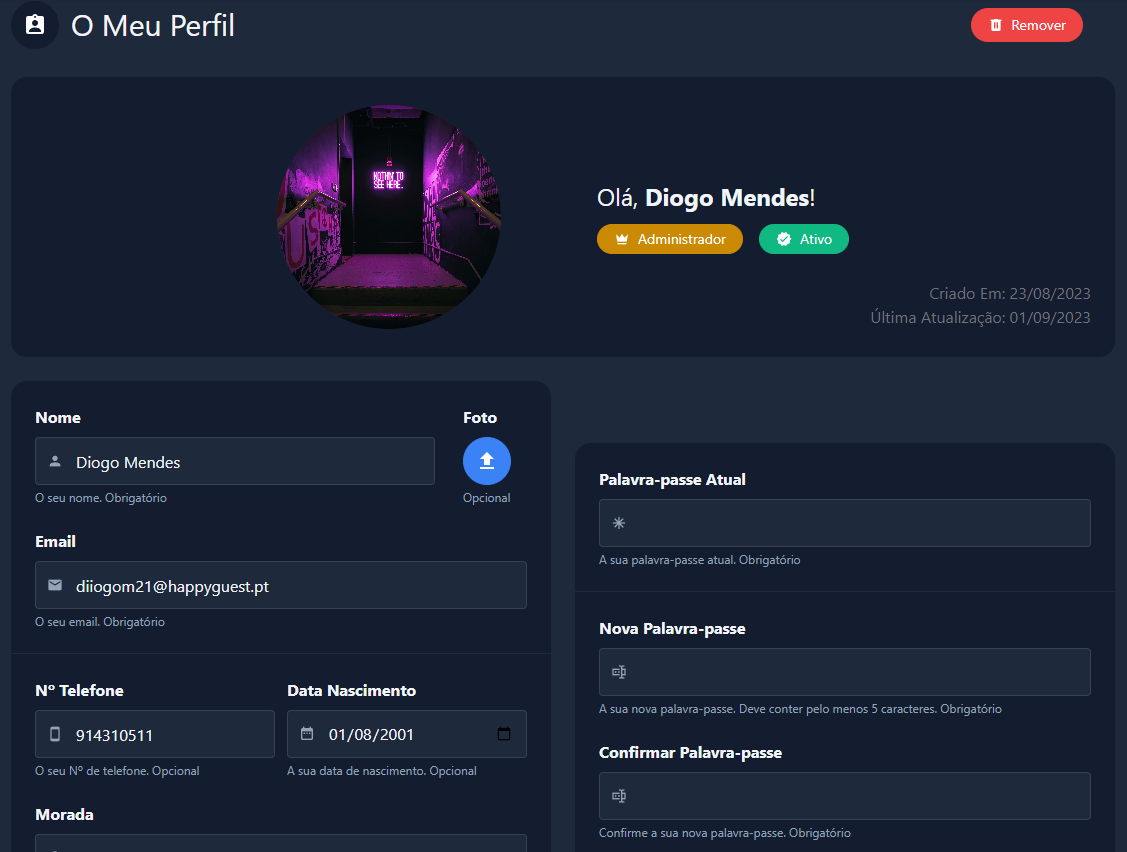 O Meu Perfil
Remover
NOTHIN' TO
SEE HERE.
Olá, Diogo Mendes!
Administrador
Ativo
Criado Em: 23/08/2023
Última Atualização: 01/09/2023
Nome
Foto
Diogo Mendes
O seu nome. Obrigatório
Opcional
Email
diiogom21@happyguest.pt
O seu email. Obrigatório
Nº Telefone
Data Nascimento
914310511
01/08/2001
O seu Nº de telefone. Opcional
A sua data de nascimento. Opcional
Morada
Palavra-passe Atual
A sua palavra-passe atual. Obrigatório
Nova Palavra-passe
A sua nova palavra-passe. Deve conter pelo menos 5 caracteres. Obrigatório
Confirmar Palavra-passe
Confirme a sua nova palavra-passe. Obrigatório